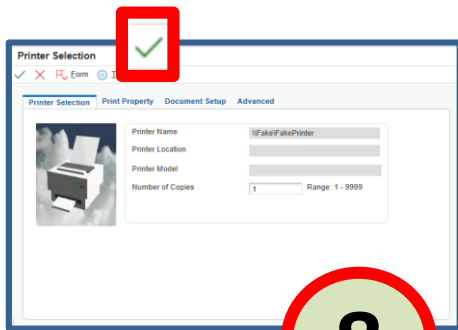 Printer Selection
Form
Printer Selection Print Property Document Setup Advanced
Printer Name \\Fake\FakePrinter
Printer Location
Printer Model
Number of Copies 1 Range: 1 - 9999